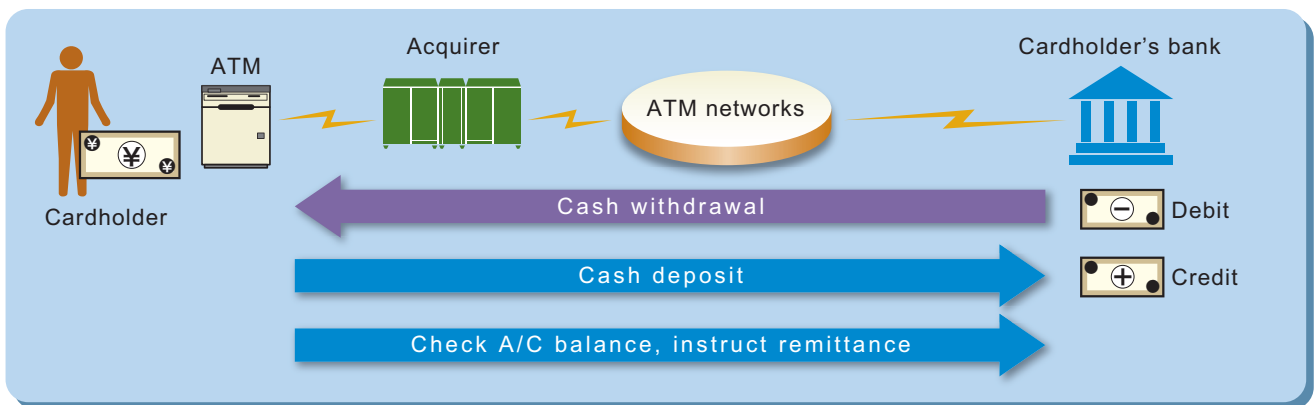 Acquirer
Cardholder’s bank
ATM
ATM networks
¥
¥
¥
Cash withdrawal
Debit
Cardholder
Cash deposit
Credit
Check A/C balance, instruct remittance